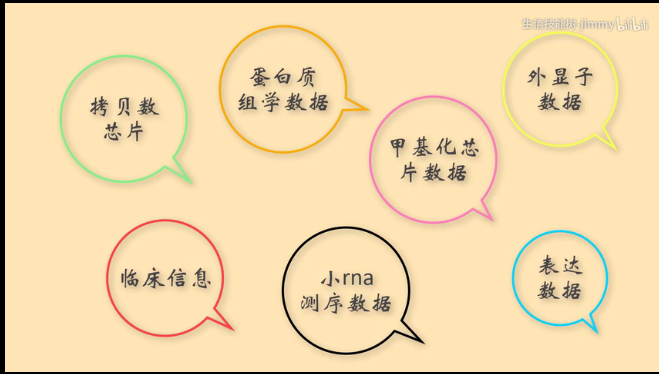 生信技能树-jimmy bilibili
蛋白质
组学数据
外显子
数据
拷贝数
芯片
甲基化芯
片数据
临床信息
小rna
测序数据
表达
数据